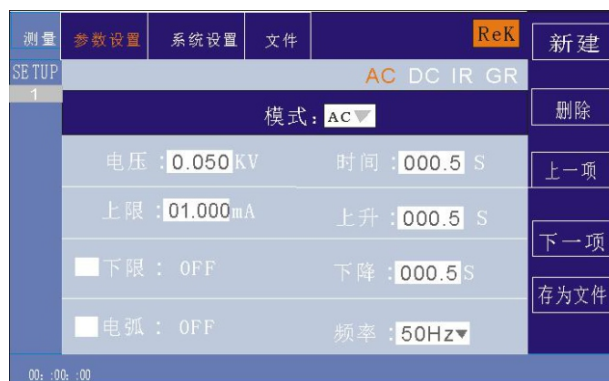 测量 参数设置 系统设置 文件 ReK 新建
SETUP AC DC IR GR
1
模式：AC 删除
电压：0.050KV 时间：000.5 S 上一项
上限：01.000mA 上升：000.5 S
下限：OFF 下降：000.5S 下一项
电弧：OFF 频率：50Hz 存为文件
00：:00：:00